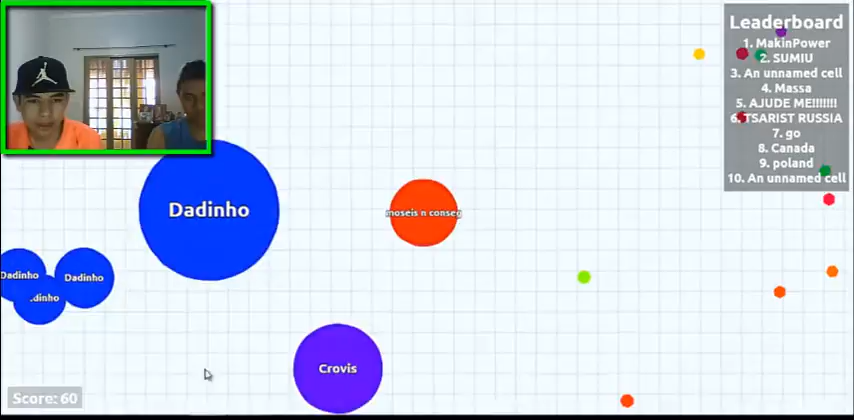 Leaderboard
1. MakinPower
2. SUMIU
3. An unnamed cell
4. Massa
5. AJUDE ME!!!!!!!
6. TSARIST RUSSIA
7. go
8. Canada
9. poland
10. An unnamed cell
Dadinho
moseis n conseg
Dadinho
Dadinho
dinho
Crovis
Score: 60